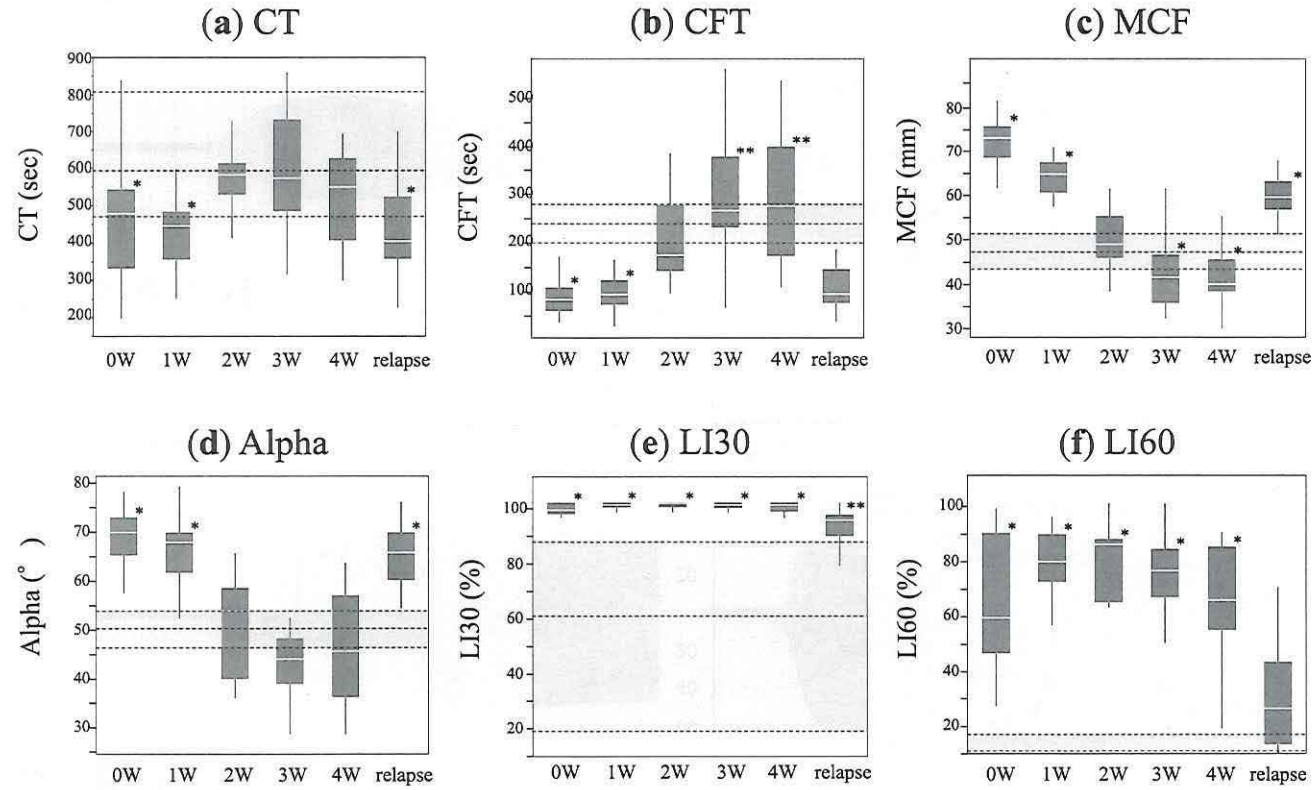 (a) CT
(b) CFT
(c) MCF
CT (sec)
900
800
700
600
500
400
300
200
* * *
0W 1W 2W 3W 4W relapse
CFT (sec)
500
400
300
200
100
* * ** **
0W 1W 2W 3W 4W relapse
MCF (mm)
80
70
60
50
40
30
* * * * *
0W 1W 2W 3W 4W relapse
(d) Alpha
(e) LI30
(f) LI60
Alpha (° )
80
70
60
50
40
30
* * *
0W 1W 2W 3W 4W relapse
LI30 (%)
100
80
60
40
20
* * * * * **
0W 1W 2W 3W 4W relapse
LI60 (%)
100
80
60
40
20
* * * * *
0W 1W 2W 3W 4W relapse